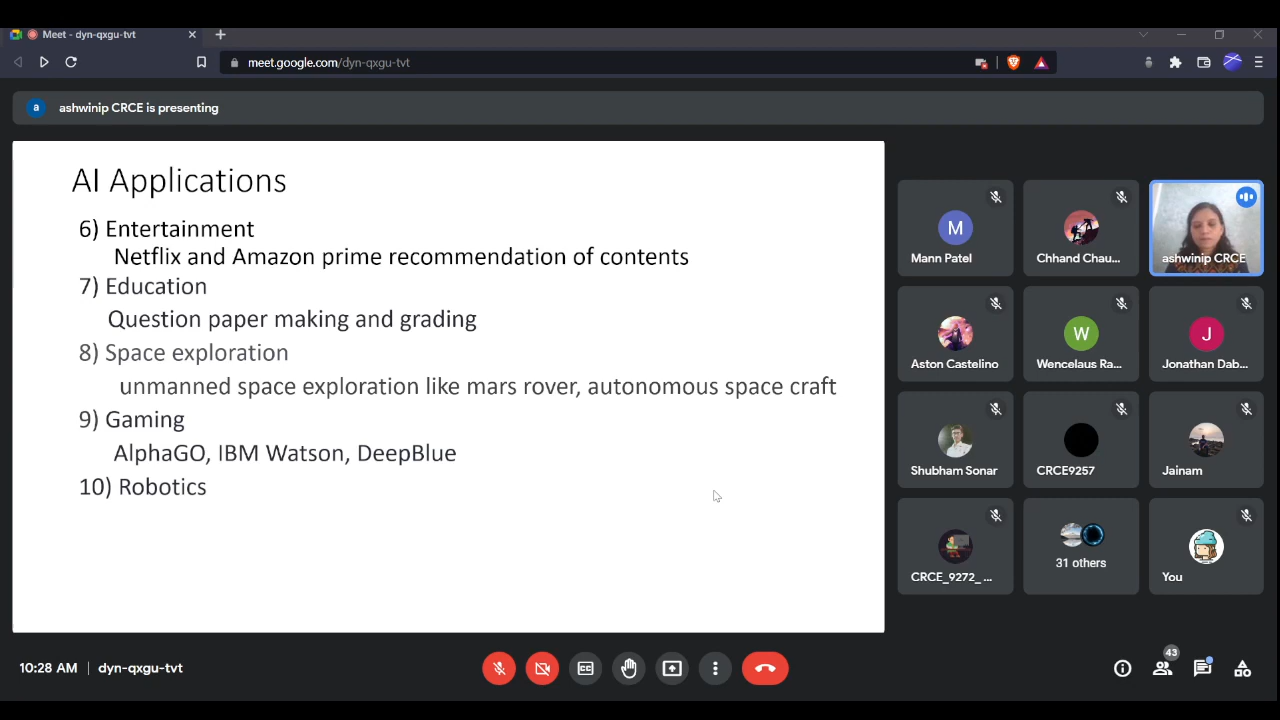 Meet - dyn-qxgu-tvt
meet.google.com/dyn-qxgu-tvt
a ashwinip CRCE is presenting
AI Applications
6) Entertainment
Netflix and Amazon prime recommendation of contents
7) Education
Question paper making and grading
8) Space exploration
unmanned space exploration like mars rover, autonomous space craft
9) Gaming
AlphaGO, IBM Watson, DeepBlue
10) Robotics
M
Mann Patel
Chhand Chau...
ashwinip CRCE
Aston Castelino
W
Wencelaus Ra...
J
Jonathan Dab...
Shubham Sonar
CRCE9257
Jainam
CRCE_9272_ ...
31 others
You
10:28 AM | dyn-qxgu-tvt
CC
43